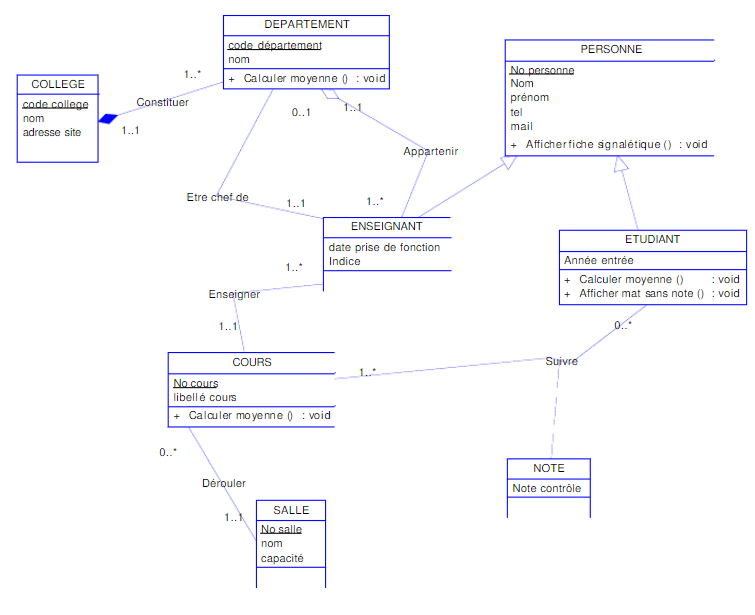 DEPARTEMENT
code département
nom
+ Calculer moyenne () : void
PERSONNE
No personne
Nom
prénom
tel
mail
+ Afficher fiche signalétique () : void
COLLEGE
code college
nom
adresse site
1..*
Constituer
1..1
0..1
1..1
Appartenir
Etre chef de
1..1
1..*
ENSEIGNANT
date prise de fonction
Indice
ETUDIANT
Année entrée
+ Calculer moyenne () : void
+ Afficher mat sans note () : void
1..*
Enseigner
1..1
0..*
Suivre
1..*
COURS
No cours
libellé cours
+ Calculer moyenne () : void
0..*
Dérouler
1..1
SALLE
No salle
nom
capacité
NOTE
Note contrôle